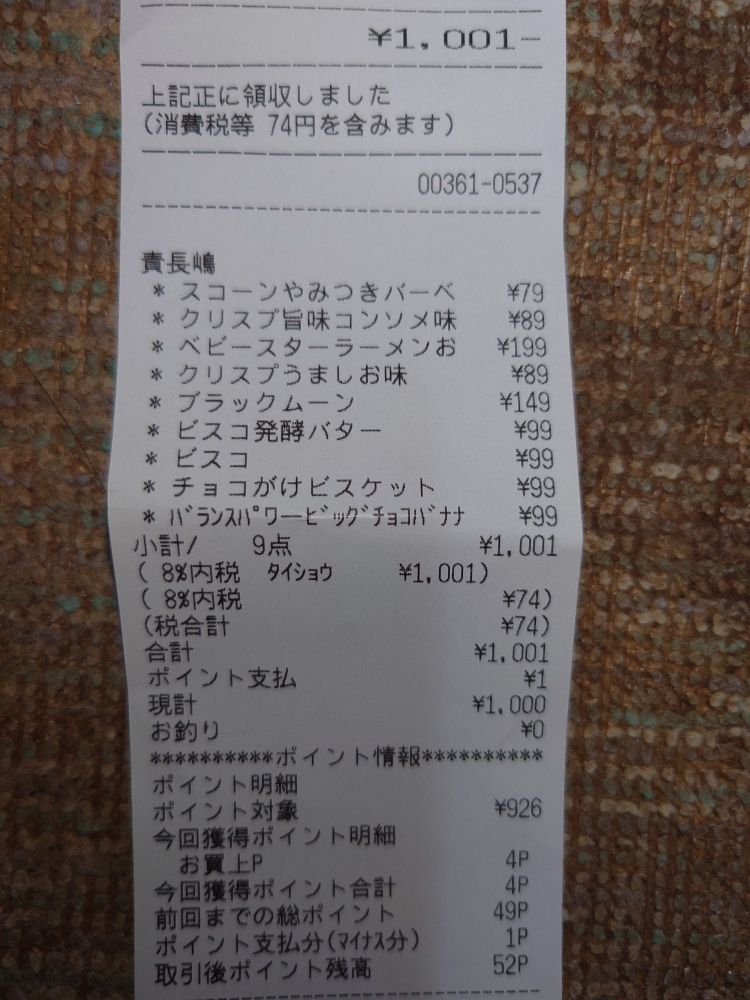 ¥1,001-
上記正に領収しました
(消費税等 74円を含みます)
00361-0537
責長嶋
* スコーンやみつきバーベ ¥79
* クリスプ旨味コンソメ味 ¥89
* ベビースターラーメンお ¥199
* クリスプうましお味 ¥89
* ブラックムーン ¥149
* ビスコ発酵バター ¥99
* ビスコ ¥99
* チョコがけビスケット ¥99
* バランスパワービッグチョコバナナ ¥99
小計/ 9点 ¥1,001
( 8%内税 タイショウ ¥1,001)
( 8%内税 ¥74)
(税合計 ¥74)
合計 ¥1,001
ポイント支払 ¥1
現計 ¥1,000
お釣り ¥0
**********ポイント情報**********
ポイント明細
ポイント対象 ¥926
今回獲得ポイント明細
お買上P 4P
今回獲得ポイント合計 4P
前回までの総ポイント 49P
ポイント支払分(マイナス分) 1P
取引後ポイント残高 52P